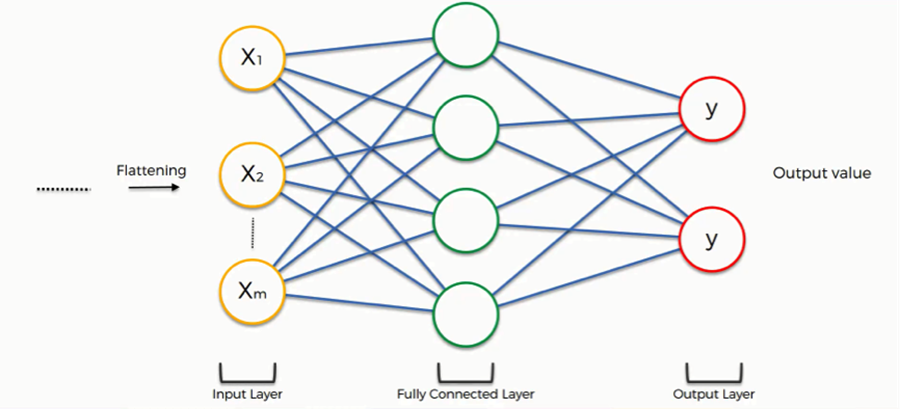 X1
Flattening
X2
Xm
y
y
Output value
Input Layer
Fully Connected Layer
Output Layer